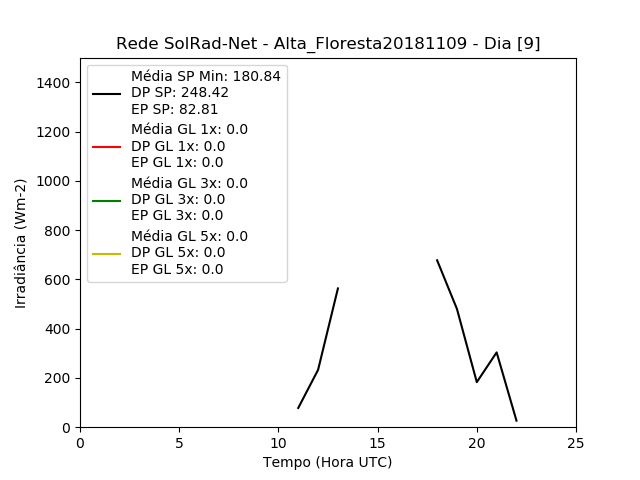 Rede SolRad-Net - Alta_Floresta20181109 - Dia [9]
Média SP Min: 180.84
DP SP: 248.42
EP SP: 82.81
Média GL 1x: 0.0
DP GL 1x: 0.0
EP GL 1x: 0.0
Média GL 3x: 0.0
DP GL 3x: 0.0
EP GL 3x: 0.0
Média GL 5x: 0.0
DP GL 5x: 0.0
EP GL 5x: 0.0
Irradiância (Wm-2)
1400
1200
1000
800
600
400
200
0
0 5 10 15 20 25
Tempo (Hora UTC)